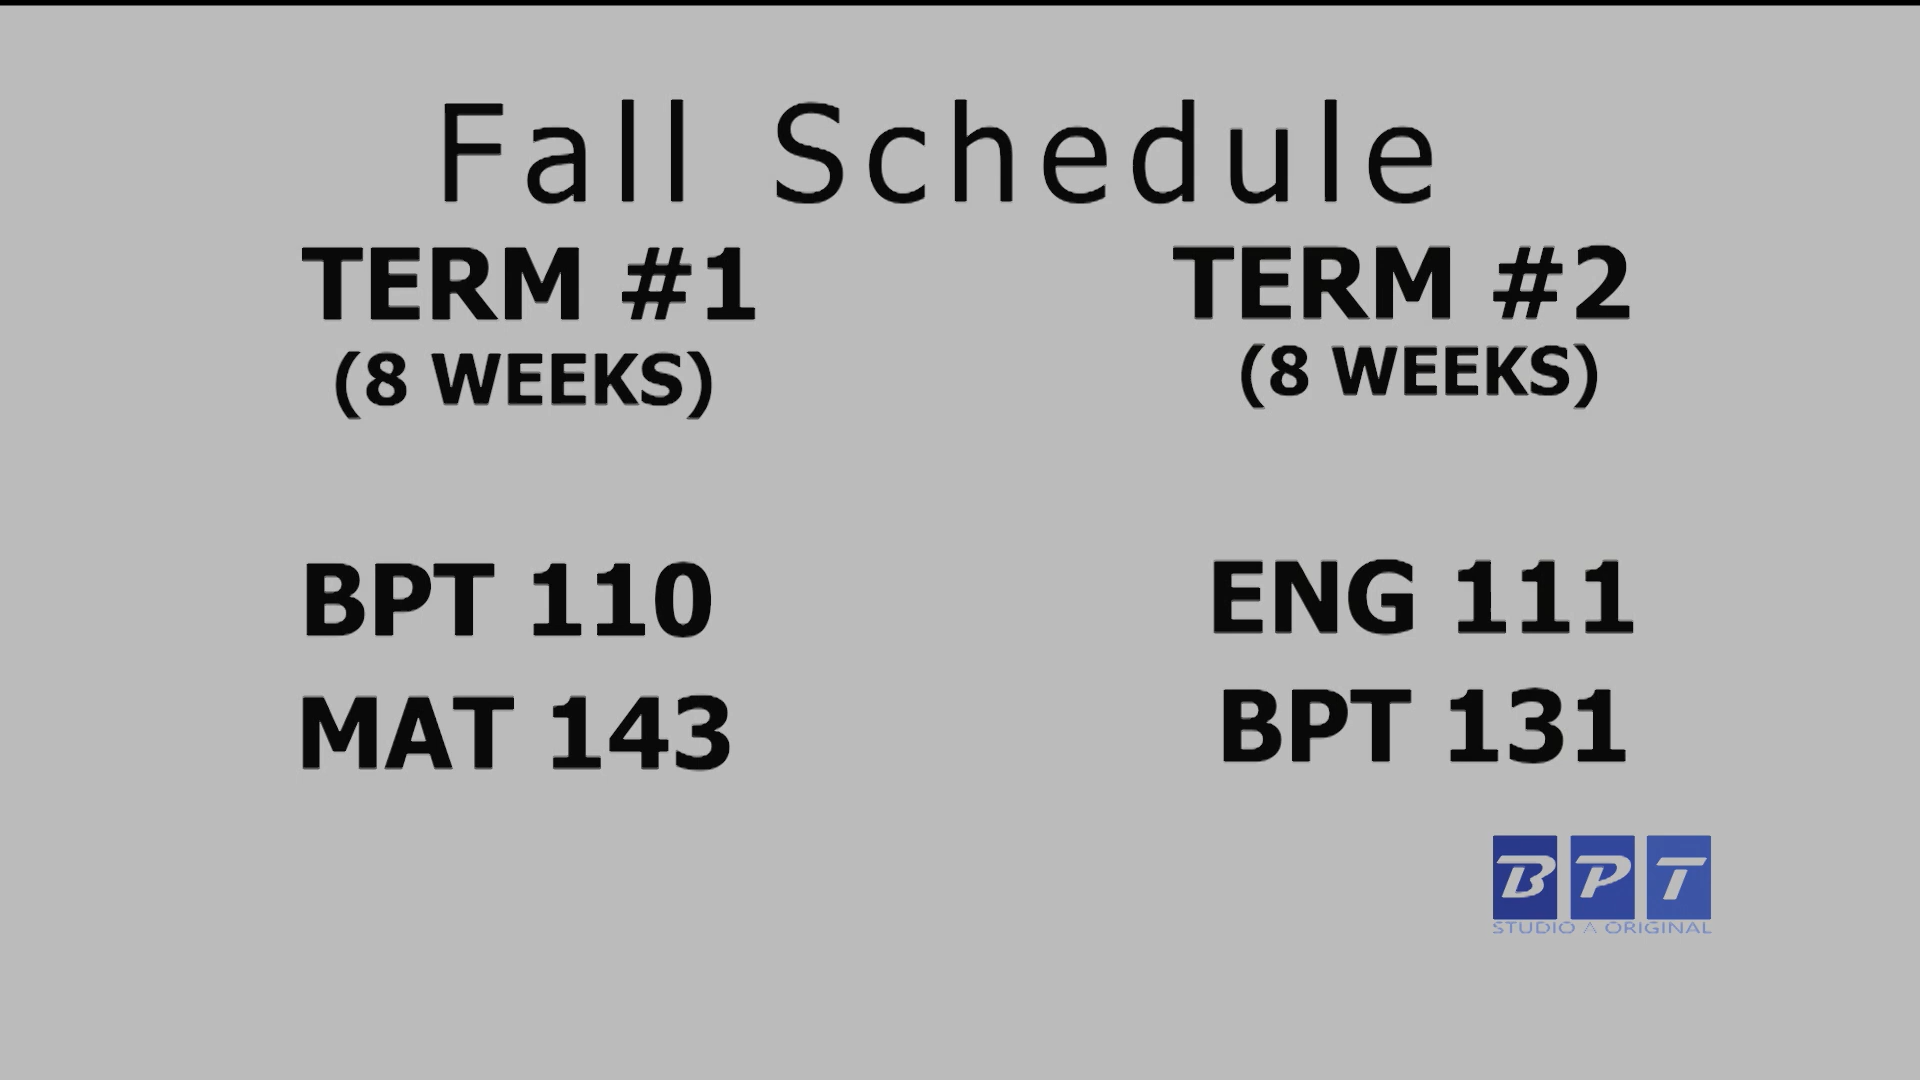 Fall Schedule
TERM #1
(8 WEEKS)
BPT 110
MAT 143
TERM #2
(8 WEEKS)
ENG 111
BPT 131
BPT
STUDIO A ORIGINAL